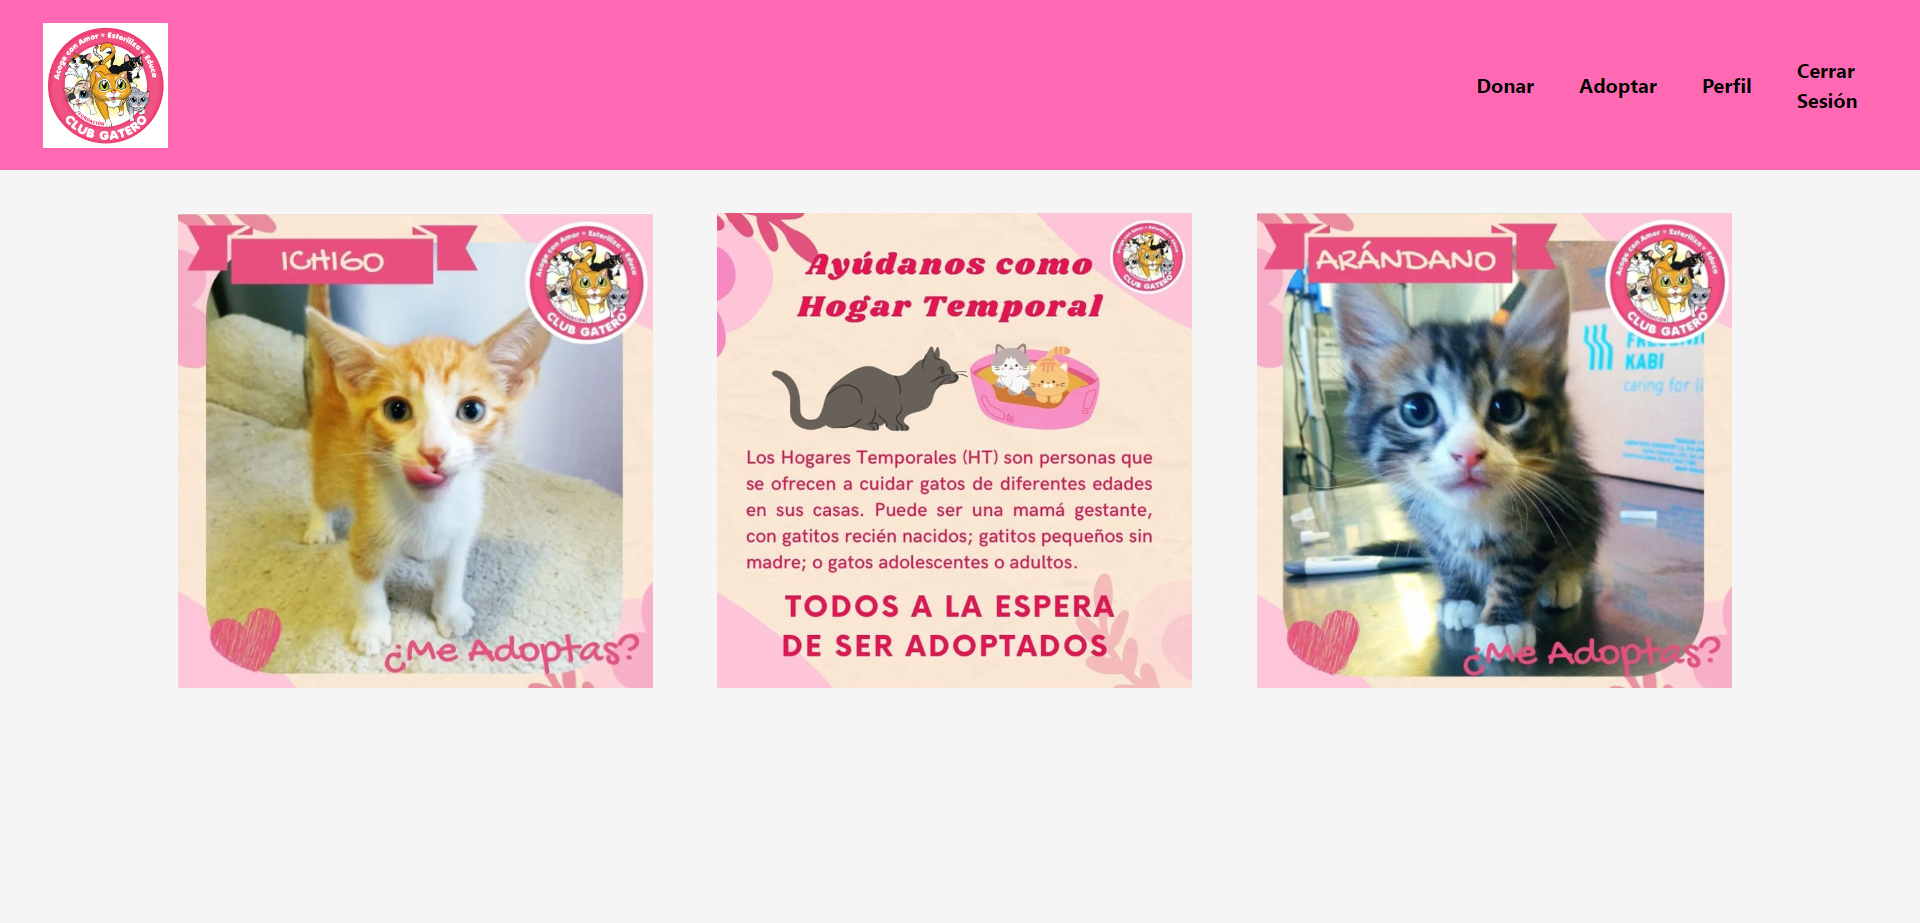 Acoge con Amor ♥ Esteriliza ♥ Educa
FUNDACIÓN
CLUB GATERO
Donar
Adoptar
Perfil
Cerrar
Sesión
ICHIGO
Acoge con Amor ♥ Esteriliza ♥ Educa
FUNDACIÓN
CLUB GATERO
¿Me Adoptas?
Ayúdanos como
Hogar Temporal
Acoge con Amor ♥ Esteriliza ♥ Educa
CLUB GATERO
Los Hogares Temporales (HT) son personas que
se ofrecen a cuidar gatos de diferentes edades
en sus casas. Puede ser una mamá gestante,
con gatitos recién nacidos; gatitos pequeños sin
madre; o gatos adolescentes o adultos.
TODOS A LA ESPERA
DE SER ADOPTADOS
ARÁNDANO
Acoge con Amor ♥ Esteriliza ♥ Educa
FUNDACIÓN
CLUB GATERO
KABI
caring for li
¿Me Adoptas?